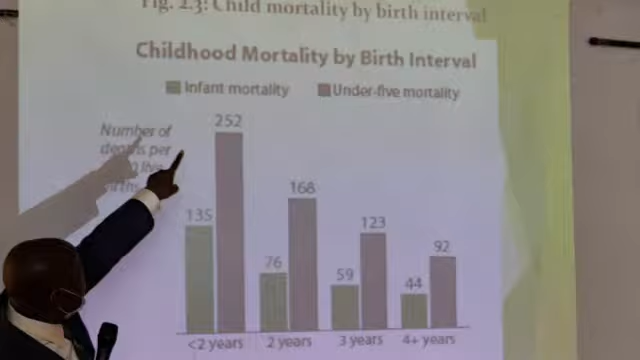 Fig. 2.3: Child mortality by birth interval
Childhood Mortality by Birth Interval
Infant mortality Under-five mortality
Number of
per
252
168
135
123
92
76
59
44
<2 years 2 years 3 years 4+ years